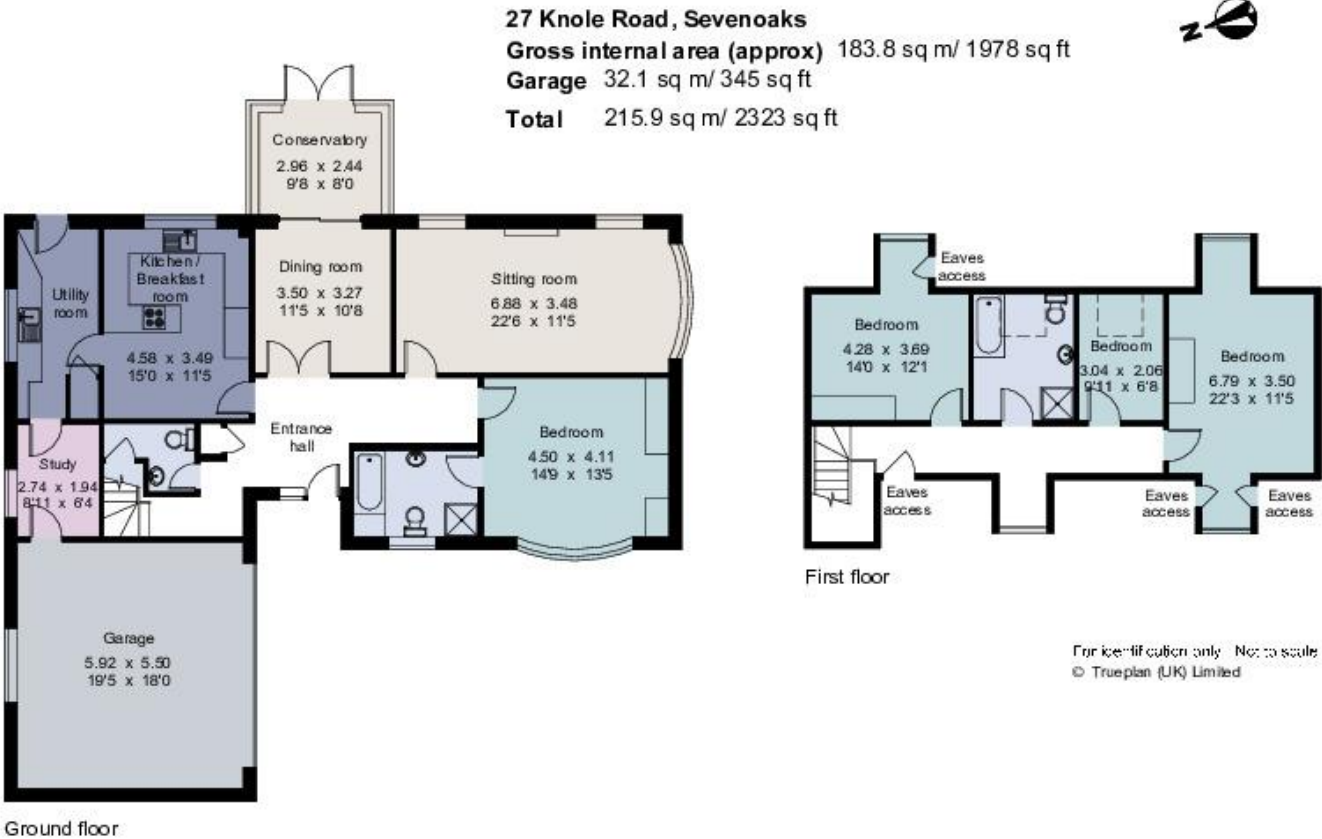 27 Knole Road, Sevenoaks
Gross internal area (approx) 183.8 sq m/ 1978 sq ft
Garage 32.1 sq m/ 345 sq ft
Total 215.9 sq m/ 2323 sq ft
N
Conservatory
2.96 x 2.44
9'8 x 8'0
Utility
room
Kitchen /
Breakfast
room
4.58 x 3.49
15'0 x 11'5
Dining room
3.50 x 3.27
11'5 x 10'8
Sitting room
6.88 x 3.48
22'6 x 11'5
Study
2.74 x 1.94
8'11 x 6'4
Entrance
hall
Bedroom
4.50 x 4.11
14'9 x 13'5
Garage
5.92 x 5.50
19'5 x 18'0
Ground floor
Eaves
access
Bedroom
4.28 x 3.69
14'0 x 12'1
Bedroom
3.04 x 2.06
9'11 x 6'8
Bedroom
6.79 x 3.50
22'3 x 11'5
Eaves
access
Eaves
access
Eaves
access
First floor
For identification only Not to scale
© Trueplan (UK) Limited